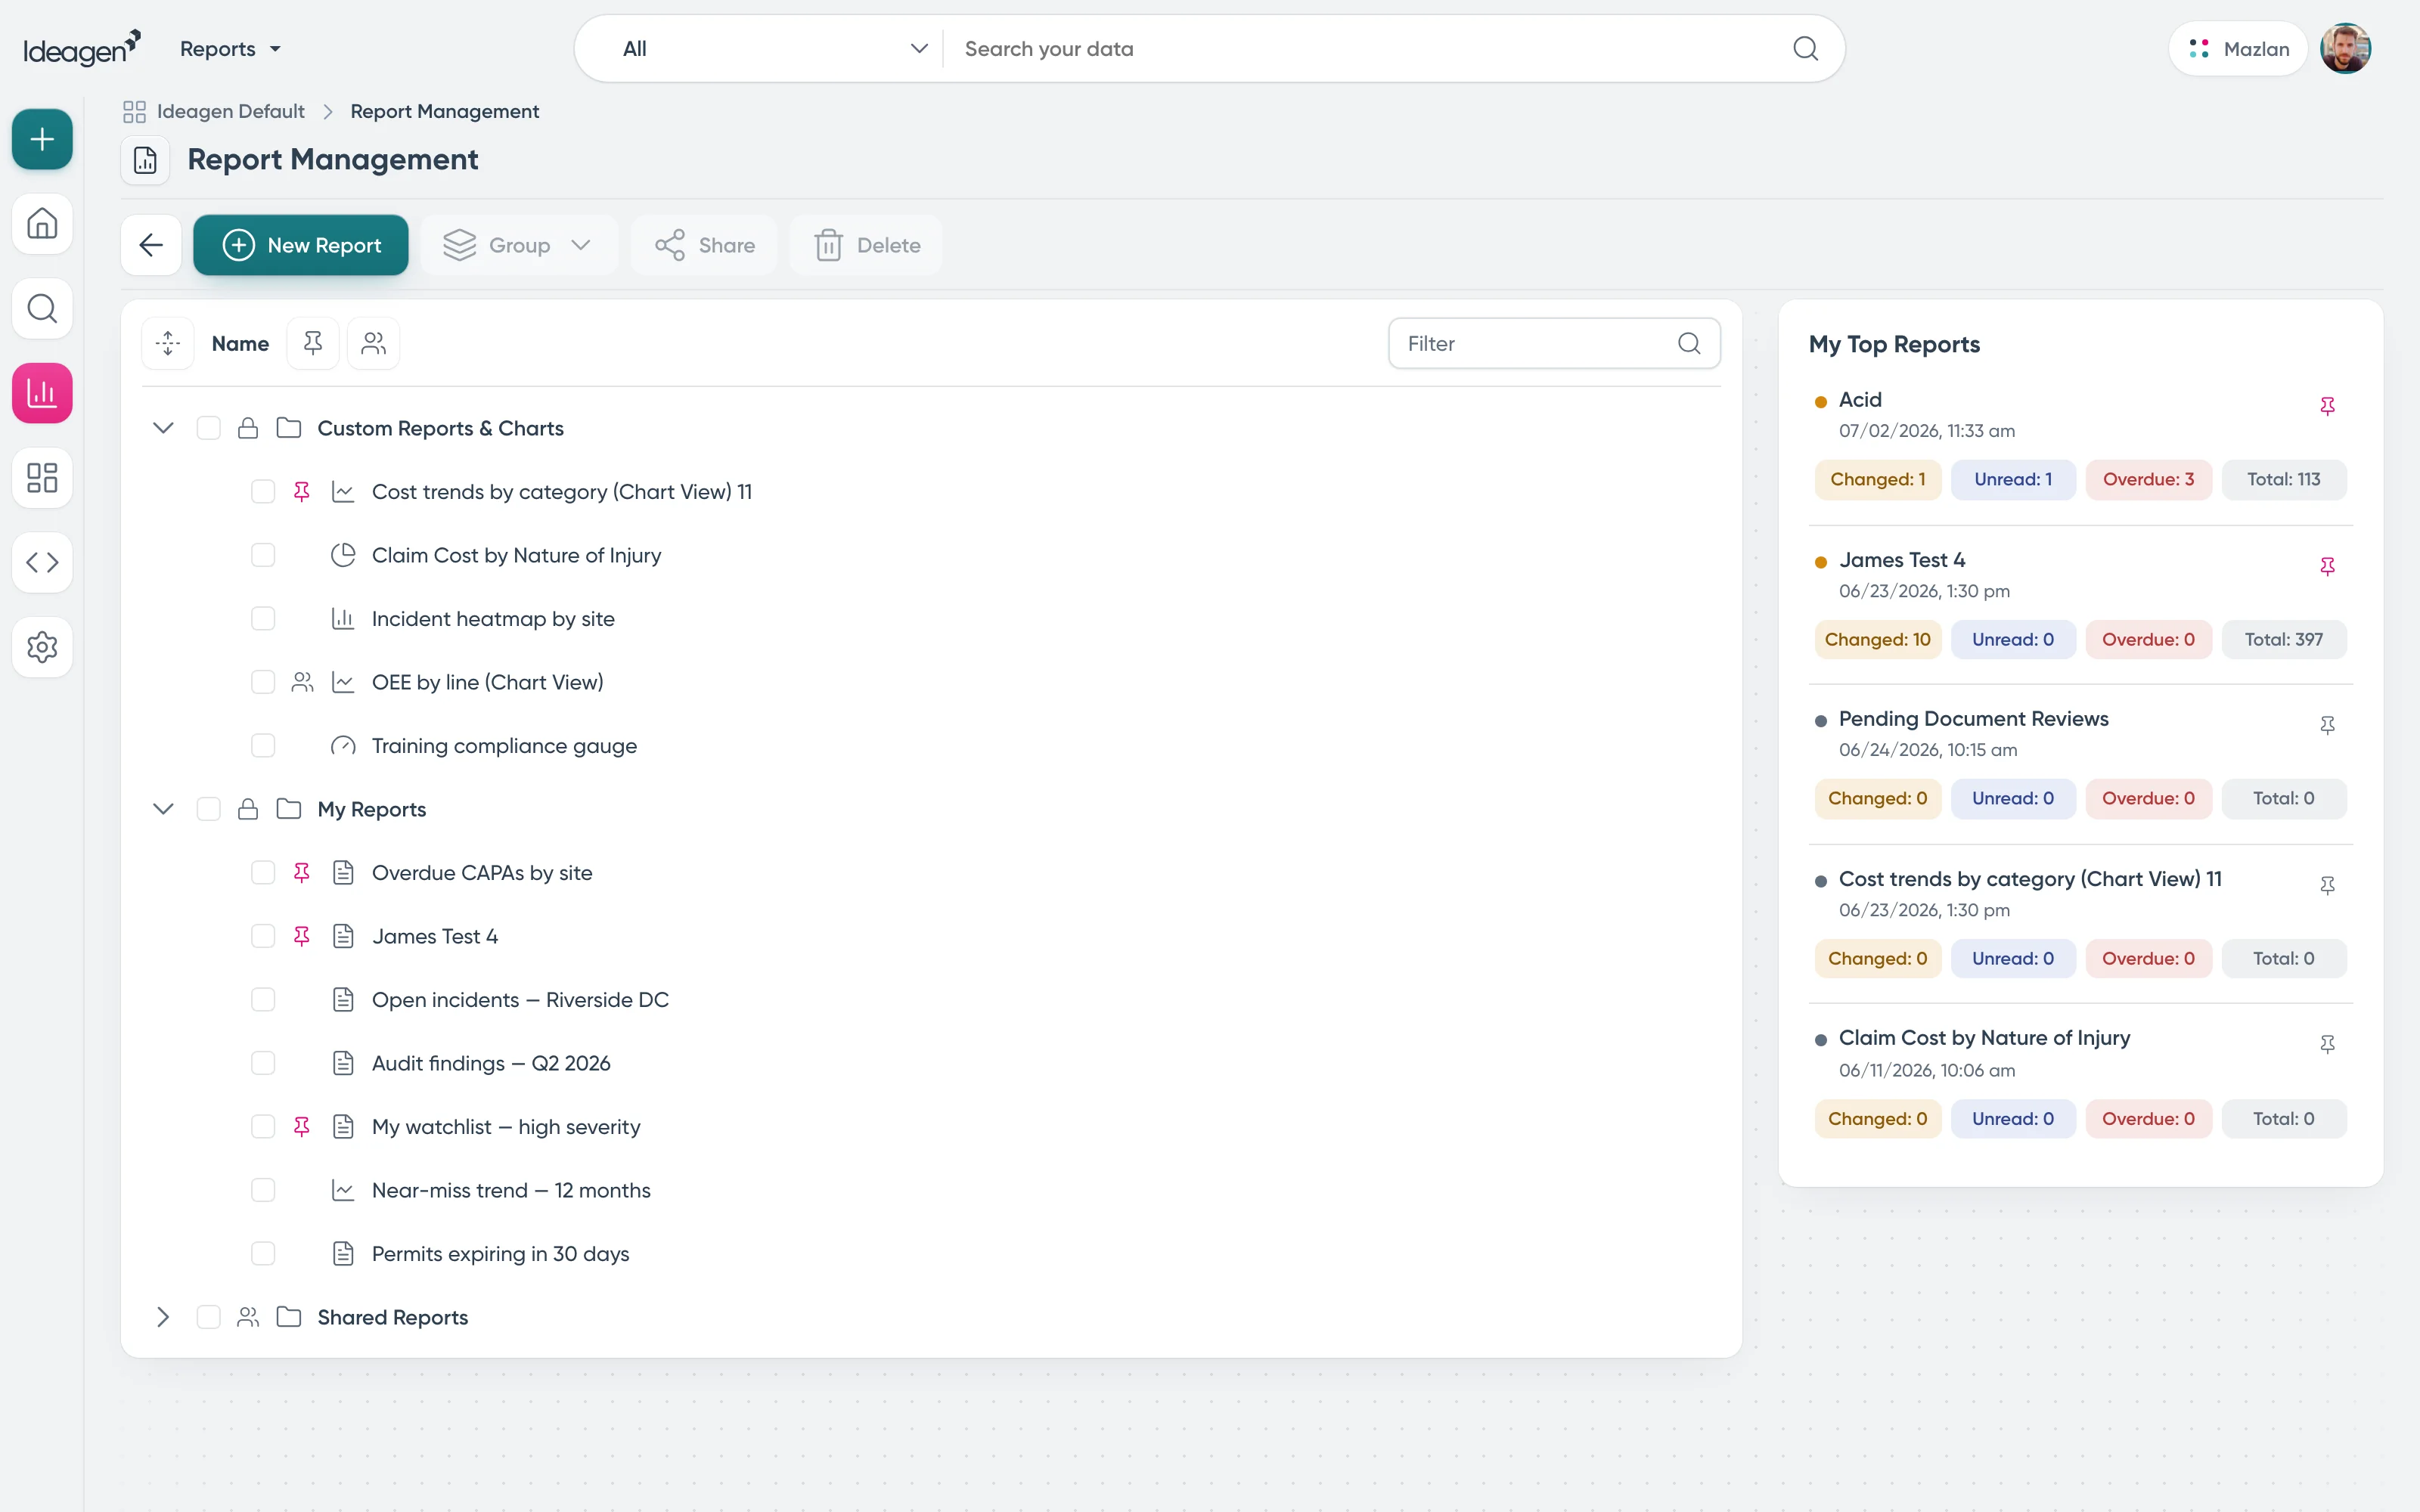 Ideagen
Reports
All
Search your data
Mazlan
Ideagen Default
Report Management
Report Management
New Report
Group
Share
Delete
Name
Filter
Custom Reports & Charts
Cost trends by category (Chart View) 11
Claim Cost by Nature of Injury
Incident heatmap by site
OEE by line (Chart View)
Training compliance gauge
My Reports
Overdue CAPAs by site
James Test 4
Open incidents – Riverside DC
Audit findings – Q2 2026
My watchlist – high severity
Near-miss trend – 12 months
Permits expiring in 30 days
Shared Reports
My Top Reports
Acid
07/02/2026, 11:33 am
Changed: 1 Unread: 1 Overdue: 3 Total: 113
James Test 4
06/23/2026, 1:30 pm
Changed: 10 Unread: 0 Overdue: 0 Total: 397
Pending Document Reviews
06/24/2026, 10:15 am
Changed: 0 Unread: 0 Overdue: 0 Total: 0
Cost trends by category (Chart View) 11
06/23/2026, 1:30 pm
Changed: 0 Unread: 0 Overdue: 0 Total: 0
Claim Cost by Nature of Injury
06/11/2026, 10:06 am
Changed: 0 Unread: 0 Overdue: 0 Total: 0